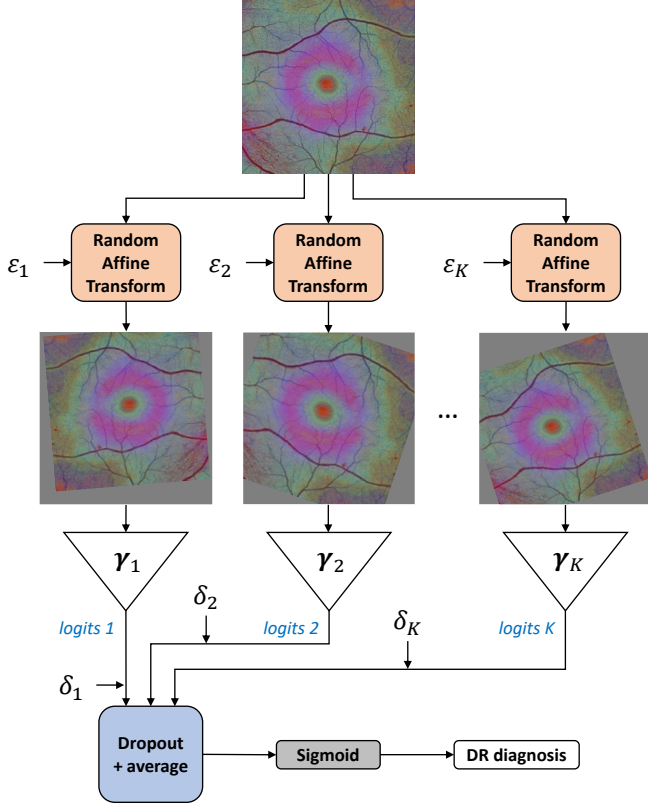 Random
Affine
Transform
Random
Affine
Transform
Random
Affine
Transform
ε1
ε2
εK
...
γ1
γ2
γK
δ2
δK
logits 1
logits 2
logits K
δ1
Dropout
+ average
Sigmoid
DR diagnosis